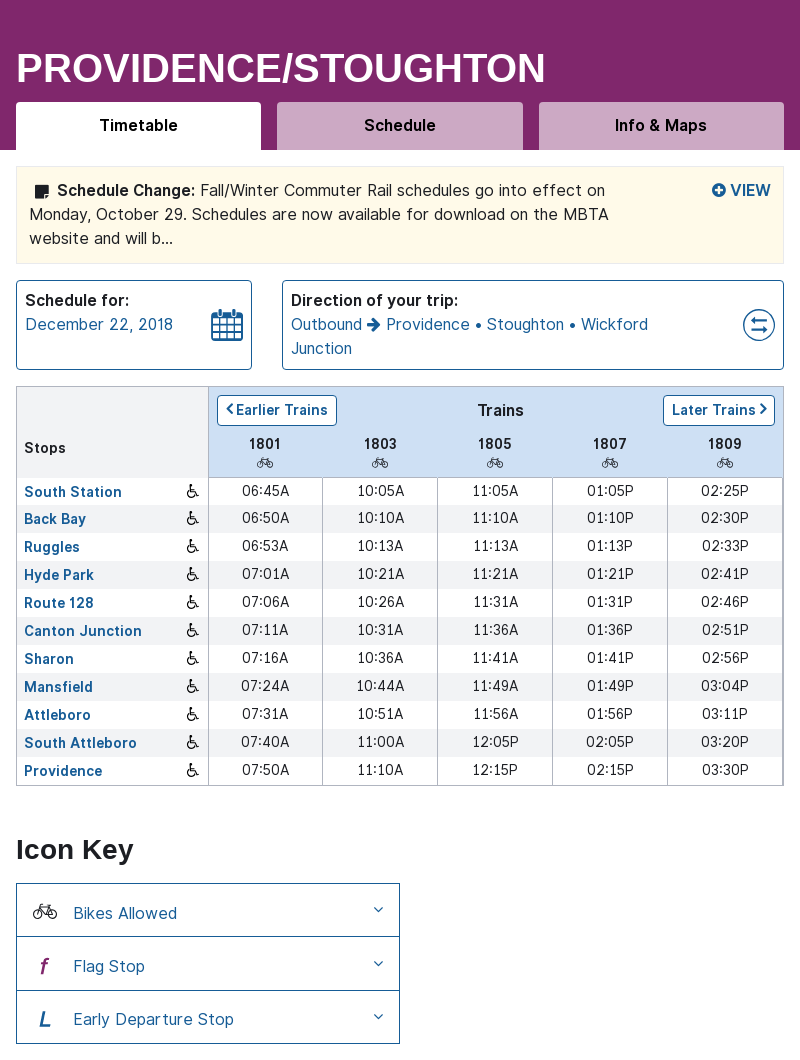 PROVIDENCE/STOUGHTON
Timetable Schedule Info & Maps
Schedule Change: Fall/Winter Commuter Rail schedules go into effect on VIEW
Monday, October 29. Schedules are now available for download on the MBTA
website and will b...
Schedule for:
December 22, 2018
Direction of your trip:
Outbound Providence • Stoughton • Wickford
Junction
Earlier Trains Trains Later Trains
Stops 1801 1803 1805 1807 1809
South Station 06:45A 10:05A 11:05A 01:05P 02:25P
Back Bay 06:50A 10:10A 11:10A 01:10P 02:30P
Ruggles 06:53A 10:13A 11:13A 01:13P 02:33P
Hyde Park 07:01A 10:21A 11:21A 01:21P 02:41P
Route 128 07:06A 10:26A 11:31A 01:31P 02:46P
Canton Junction 07:11A 10:31A 11:36A 01:36P 02:51P
Sharon 07:16A 10:36A 11:41A 01:41P 02:56P
Mansfield 07:24A 10:44A 11:49A 01:49P 03:04P
Attleboro 07:31A 10:51A 11:56A 01:56P 03:11P
South Attleboro 07:40A 11:00A 12:05P 02:05P 03:20P
Providence 07:50A 11:10A 12:15P 02:15P 03:30P
Icon Key
Bikes Allowed
f Flag Stop
L Early Departure Stop